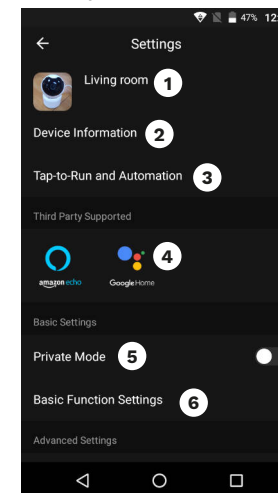 47% 12:
Settings
Living room 1
Device Information 2
Tap-to-Run and Automation 3
Third Party Supported
4
amazon echo Google Home
Basic Settings
Private Mode 5
Basic Function Settings 6
Advanced Settings